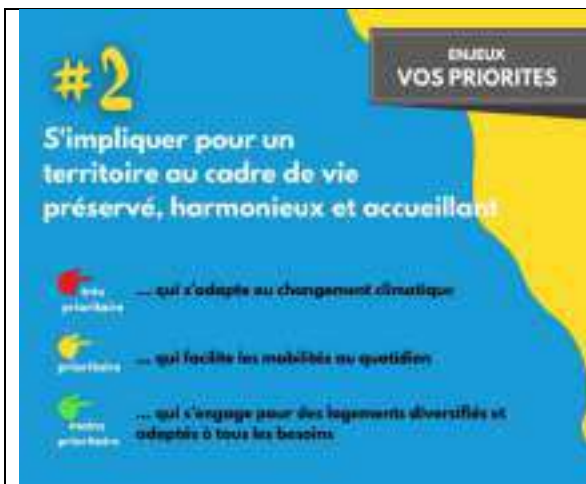 ENJEUX
VOS PRIORITES
#2
S'impliquer pour un
territoire au cadre de vie
préservé, harmonieux et accueillant
très
prioritaire
... qui s'adapte au changement climatique
prioritaire
... qui facilite les mobilités au quotidien
moins
prioritaire
... qui s'engage pour des logements diversifiés et
adaptés à tous les besoins